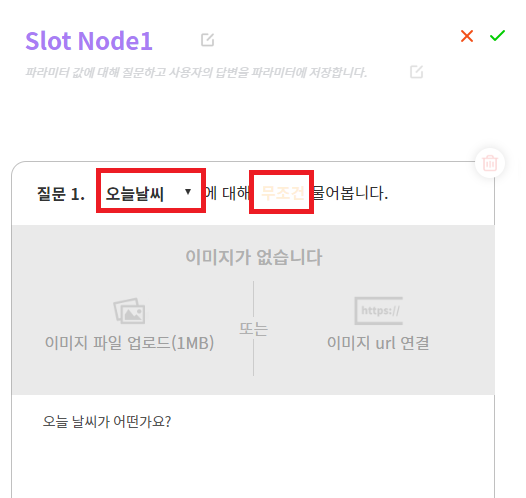 Slot Node1
파라미터 값에 대해 질문하고 사용자의 답변을 파라미터에 저장합니다.
질문 1. 오늘날씨 ▼ 에 대해 무조건 물어봅니다.
이미지가 없습니다
https://
이미지 파일 업로드(1MB) 또는 이미지 url 연결
오늘 날씨가 어떤가요?